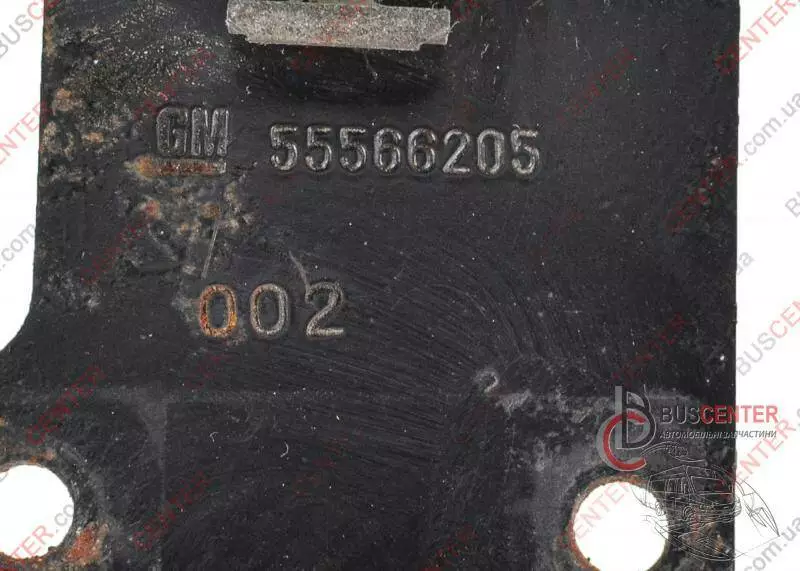 GM 55566205
002
BUSCENTER
АВТОМОБІЛЬНІ ЗАПЧАСТИНИ